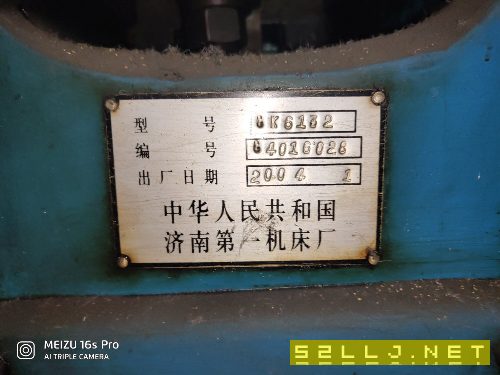 型 号 CK6132
编 号 G4016028
出厂日期 2004 1
中华人民共和国
济南第一机床厂
MEIZU 16s Pro
AI TRIPLE CAMERA
52LLJ.NET